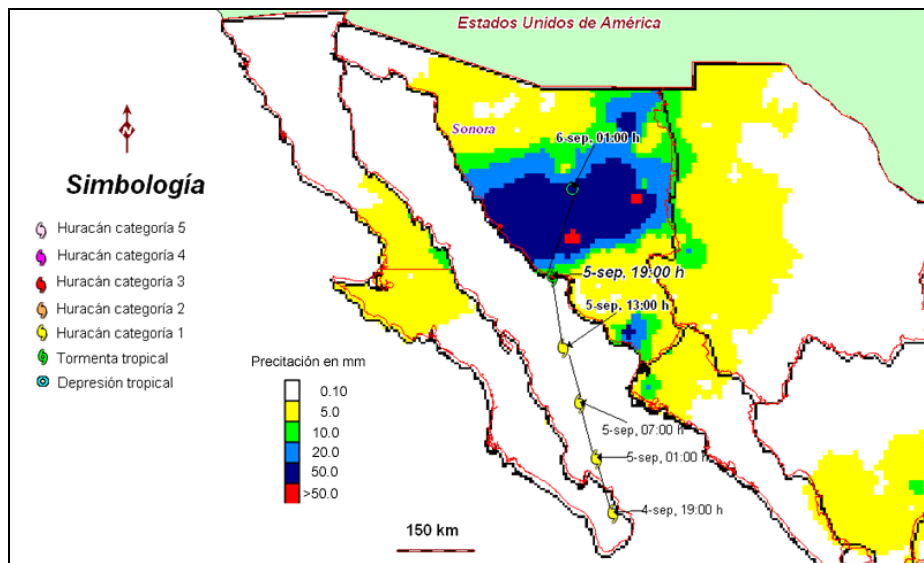 Estados Unidos de América
Sonora
6-sep, 01:00 h
N
Simbología
Huracán categoría 5
Huracán categoría 4
Huracán categoría 3
Huracán categoría 2
Huracán categoría 1
Tormenta tropical
Depresión tropical
5-sep, 19:00 h
5-sep, 13:00 h
Precitación en mm
0.10
5.0
10.0
20.0
50.0
>50.0
5-sep, 07:00 h
5-sep, 01:00 h
4-sep, 19:00 h
150 km